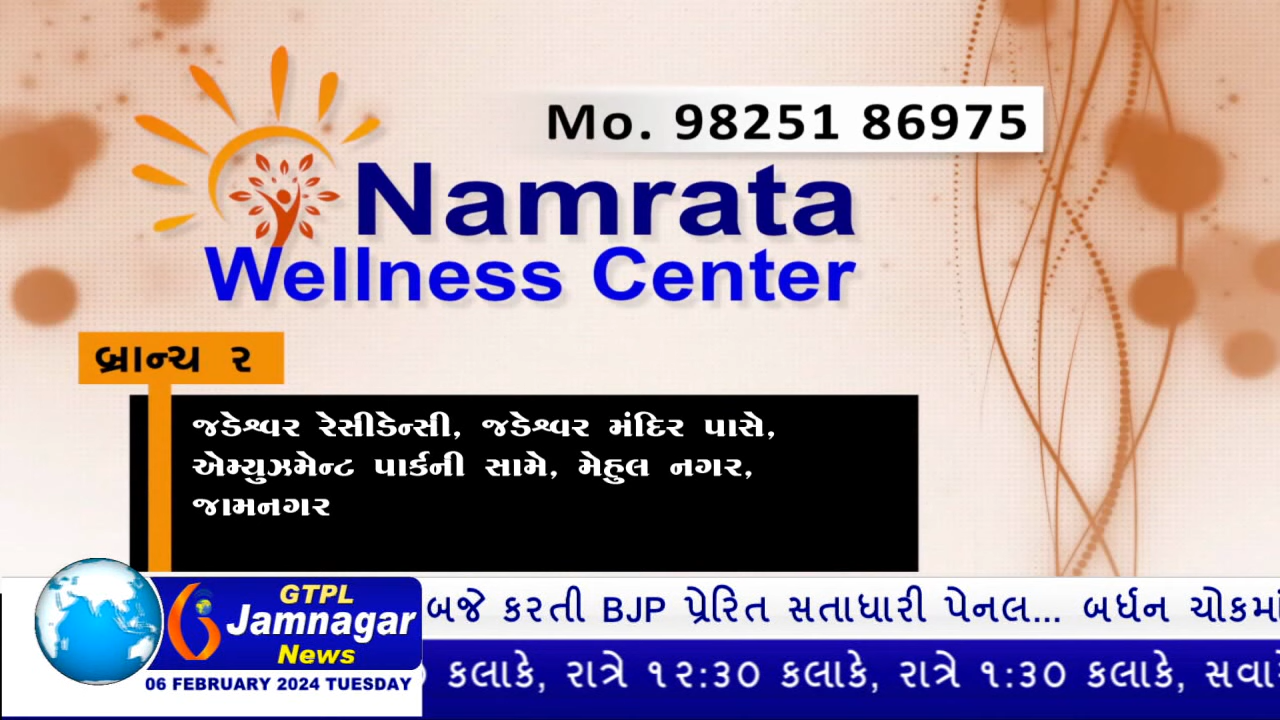 Mo. 98251 86975
Namrata
Wellness Center
બ્રાન્ચ ૨
જડેશ્વર રેસીડેન્સી, જડેશ્વર મંદિર પાસે,
એમ્યુઝમેન્ટ પાર્કની સામે, મેહુલ નગર,
જામનગર
GTPL
Jamnagar
News
06 FEBRUARY 2024 TUESDAY
બજે કરતી BJP પ્રેરિત સતાધારી પેનલ... બર્ધન ચોકમાં
કલાકે, રાત્રે ૧૨:૩૦ કલાકે, રાત્રે ૧:૩૦ કલાકે,